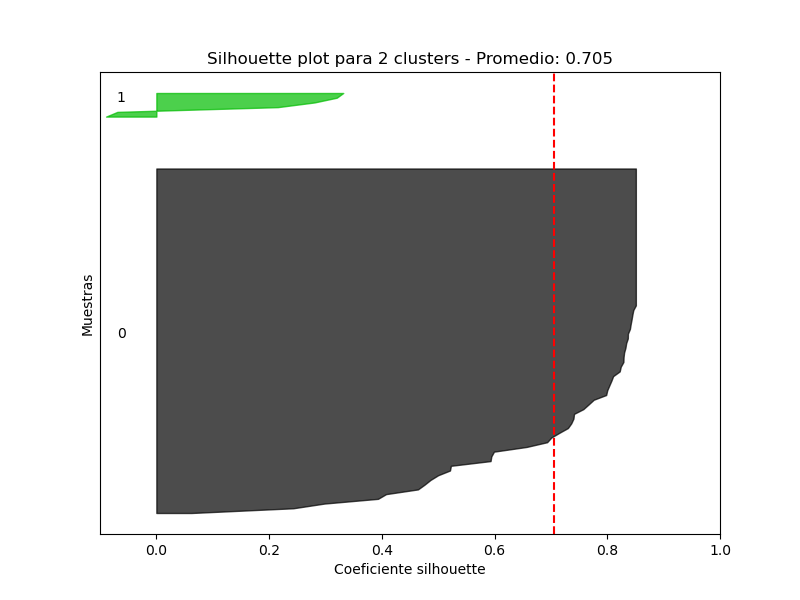 Silhouette plot para 2 clusters - Promedio: 0.705
1
0
Muestras
0.0 0.2 0.4 0.6 0.8 1.0
Coeficiente silhouette